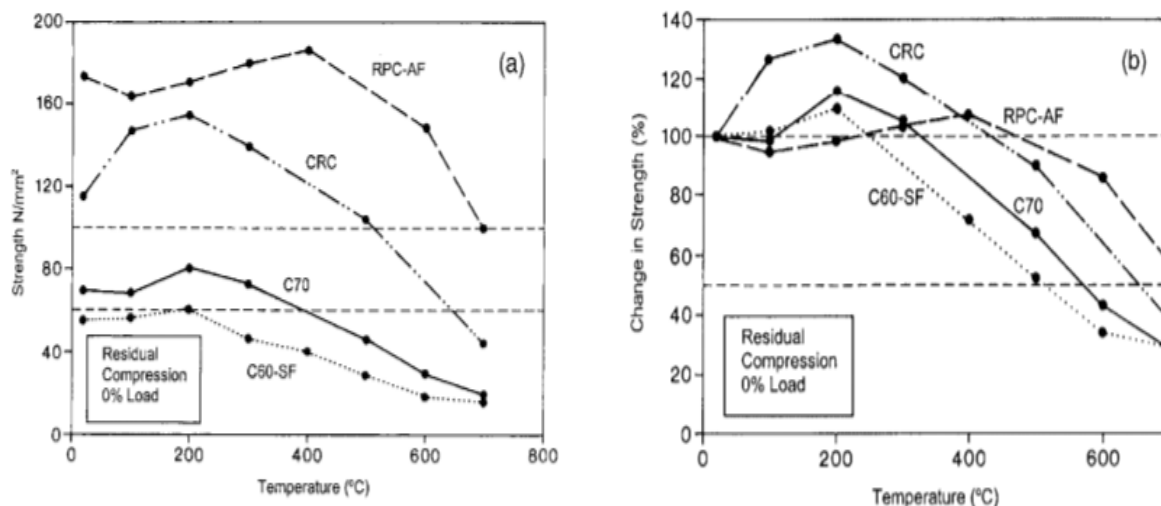 200
160
120
80
40
0
Strength N/mm²
(a)
RPC-AF
CRC
C70
C60-SF
Residual
Compression
0% Load
0 200 400 600 800
Temperature (ºC)
140
120
100
80
60
40
20
0
Change in Strength (%)
(b)
CRC
RPC-AF
C60-SF
C70
Residual
Compression
0% Load
0 200 400 600
Temperature (ºC)